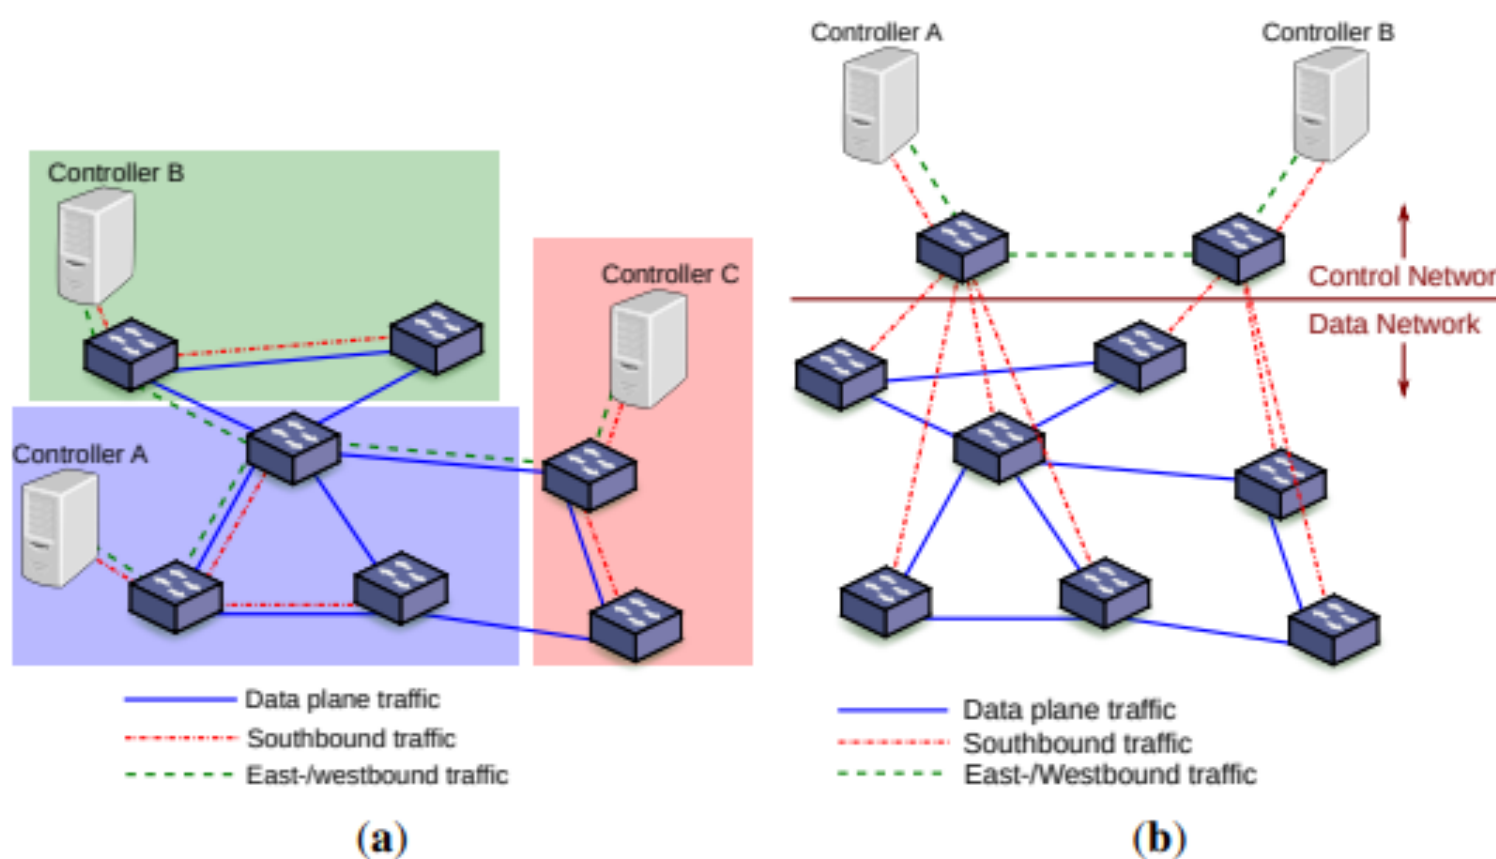 Controller B
Controller C
Controller A
Data plane traffic
Southbound traffic
East-/westbound traffic
(a)
Controller A
Controller B
Control Networ
Data Network
Data plane traffic
Southbound traffic
East-/Westbound traffic
(b)